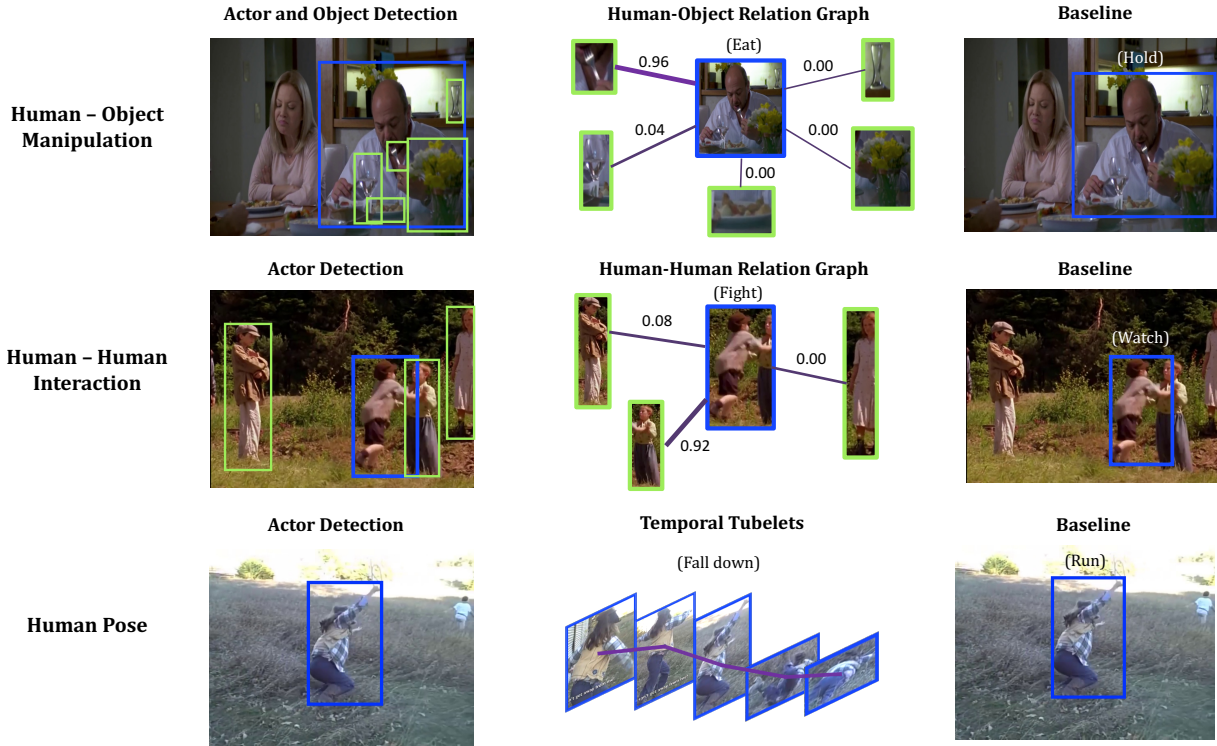 Actor and Object Detection
Human-Object Relation Graph
Baseline
Human – Object
Manipulation
(Eat)
0.96
0.00
0.04
0.00
0.00
(Hold)
Actor Detection
Human-Human Relation Graph
Baseline
Human – Human
Interaction
(Fight)
0.08
0.00
0.92
(Watch)
Actor Detection
Temporal Tubelets
Baseline
Human Pose
(Fall down)
(Run)